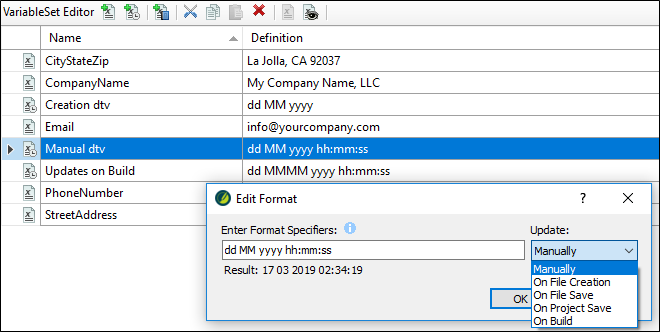 VariableSet Editor
Name Definition
CityStateZip La Jolla, CA 92037
CompanyName My Company Name, LLC
Creation dtv dd MM yyyy
Email info@yourcompany.com
Manual dtv dd MM yyyy hh:mm:ss
Updates on Build dd MMMM yyyy hh:mm:ss
PhoneNumber
StreetAddress
Edit Format
Enter Format Specifiers: Update:
dd MM yyyy hh:mm:ss Manually
Result: 17 03 2019 02:34:19
Manually
On File Creation
On File Save
On Project Save
On Build
OK